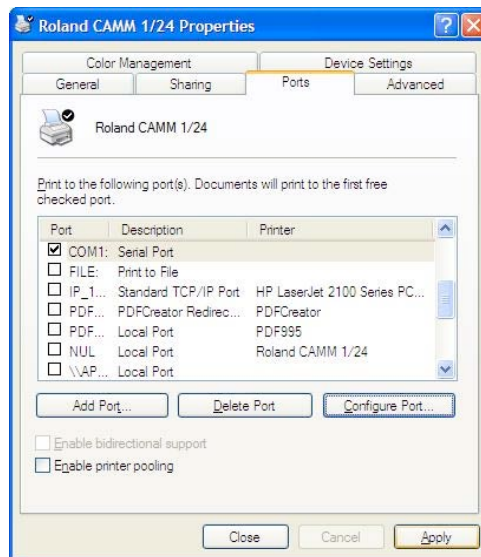 Roland CAMM 1/24 Properties
Color Management Device Settings
General Sharing Ports Advanced
Roland CAMM 1/24
Print to the following port(s). Documents will print to the first free
checked port.
Port Description Printer
COM1: Serial Port
FILE: Print to File
IP_1... Standard TCP/IP Port HP LaserJet 2100 Series PC...
PDF... PDFCreator Redirec... PDFCreator
PDF... Local Port PDF995
NUL Local Port Roland CAMM 1/24
\\AP... Local Port
Add Port... Delete Port Configure Port...
Enable bidirectional support
Enable printer pooling
Close Cancel Apply